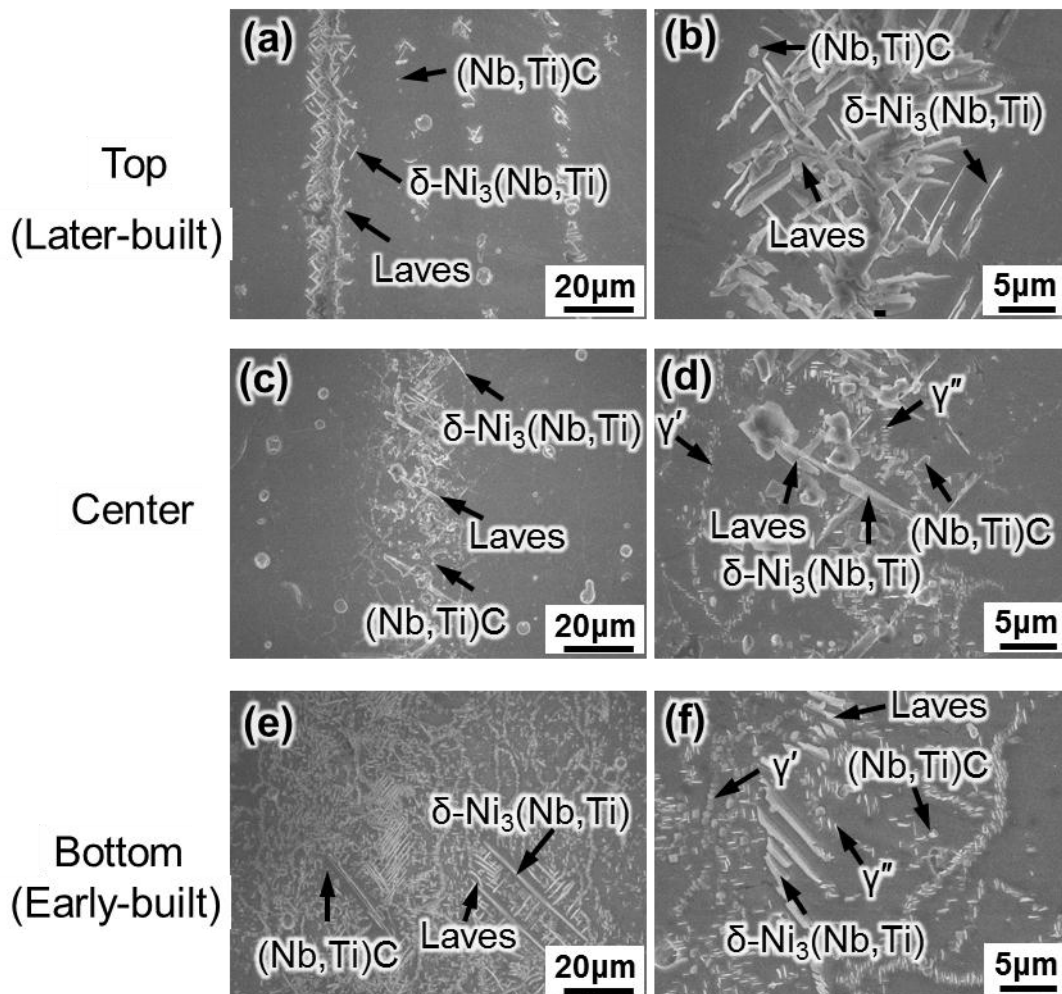 (a)
(Nb,Ti)C
δ-Ni₃(Nb,Ti)
Laves
20μm
(b)
(Nb,Ti)C
δ-Ni₃(Nb,Ti)
Laves
5μm
Top
(Later-built)
(c)
δ-Ni₃(Nb,Ti)
Laves
(Nb,Ti)C
20μm
(d)
γ′
γ″
Laves
(Nb,Ti)C
δ-Ni₃(Nb,Ti)
5μm
Center
(e)
δ-Ni₃(Nb,Ti)
(Nb,Ti)C
Laves
20μm
(f)
Laves
γ′
(Nb,Ti)C
γ″
δ-Ni₃(Nb,Ti)
5μm
Bottom
(Early-built)